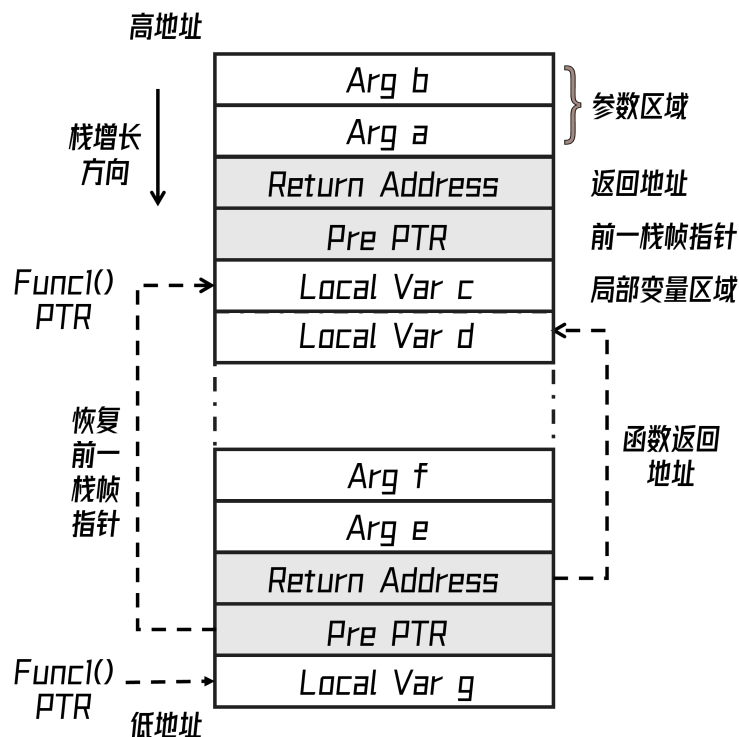 高地址
Arg b
Arg a
参数区域
栈增长
方向
Return Address
返回地址
Pre PTR
前一栈帧指针
Func1()
PTR
Local Var c
局部变量区域
Local Var d
恢复
前一
栈帧
指针
函数返回
地址
Arg f
Arg e
Return Address
Pre PTR
Func1()
PTR
Local Var g
低地址